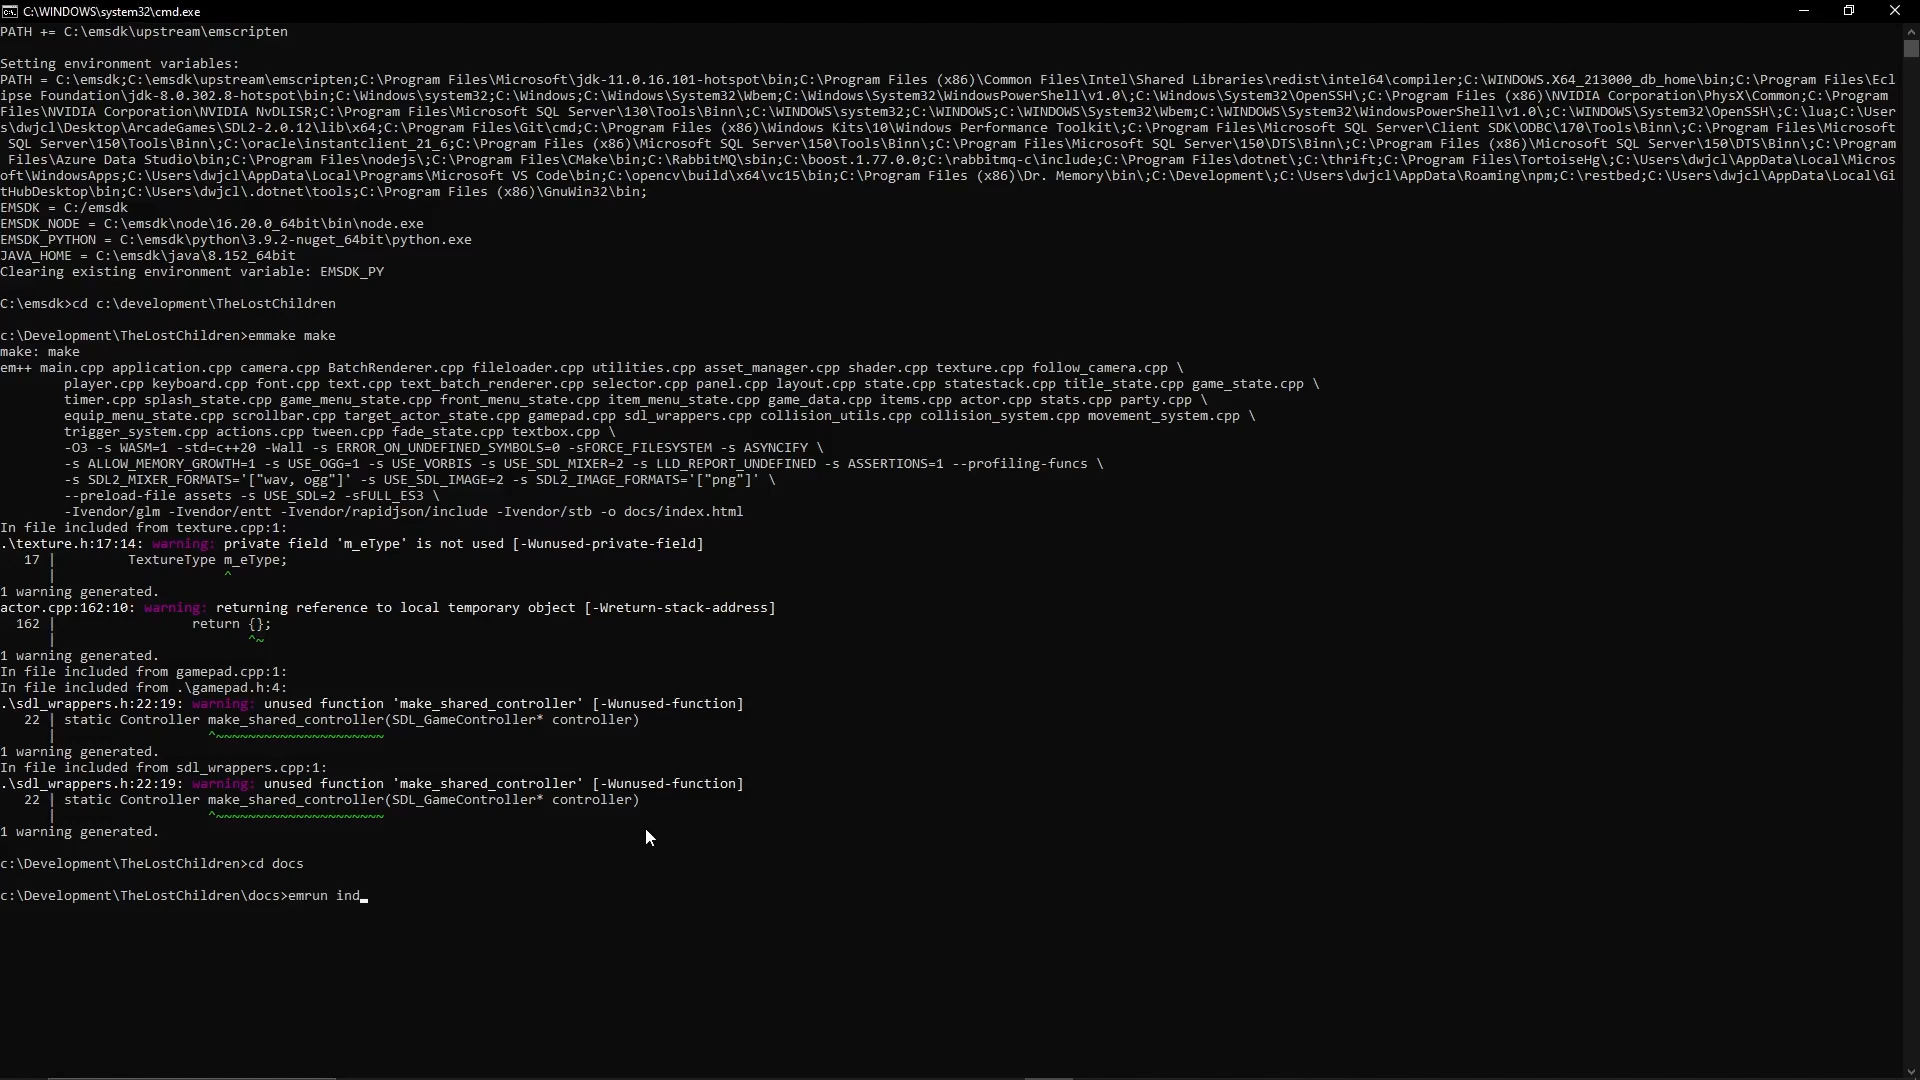 C:\WINDOWS\system32\cmd.exe
PATH += C:\emsdk\upstream\emscripten
Setting environment variables:
PATH = C:\emsdk;C:\emsdk\upstream\emscripten;C:\Program Files\Microsoft\jdk-11.0.16.101-hotspot\bin;C:\Program Files (x86)\Common Files\Intel\Shared Libraries\redist\intel64\compiler;C:\WINDOWS.X64_213000_db_home\bin;C:\Program Files\Ecl
ipse Foundation\jdk-8.0.302.8-hotspot\bin;C:\Windows\system32;C:\Windows;C:\Windows\System32\Wbem;C:\Windows\System32\WindowsPowerShell\v1.0\;C:\Windows\System32\OpenSSH\;C:\Program Files (x86)\NVIDIA Corporation\PhysX\Common;C:\Program
Files\NVIDIA Corporation\NVIDIA NvDLISR;C:\Program Files\Microsoft SQL Server\130\Tools\Binn\;C:\WINDOWS\system32;C:\WINDOWS;C:\WINDOWS\System32\Wbem;C:\WINDOWS\System32\WindowsPowerShell\v1.0\;C:\WINDOWS\System32\OpenSSH\;C:\lua;C:\User
s\dwjcl\Desktop\ArcadeGames\SDL2-2.0.12\lib\x64;C:\Program Files\Git\cmd;C:\Program Files (x86)\Windows Kits\10\Windows Performance Toolkit\;C:\Program Files\Microsoft SQL Server\Client SDK\ODBC\170\Tools\Binn\;C:\Program Files\Microsoft
SQL Server\150\Tools\Binn\;C:\oracle\instantclient_21_6;C:\Program Files (x86)\Microsoft SQL Server\150\Tools\Binn\;C:\Program Files\Microsoft SQL Server\150\DTS\Binn\;C:\Program Files (x86)\Microsoft SQL Server\150\DTS\Binn\;C:\Program
Files\Azure Data Studio\bin;C:\Program Files\nodejs\;C:\Program Files\CMake\bin;C:\RabbitMQ\sbin;C:\boost.1.77.0.0;C:\rabbitmq-c\include;C:\Program Files\dotnet\;C:\thrift;C:\Program Files\TortoiseHg\;C:\Users\dwjcl\AppData\Local\Micros
oft\WindowsApps;C:\Users\dwjcl\AppData\Local\Programs\Microsoft VS Code\bin;C:\opencv\build\x64\vc15\bin;C:\Program Files (x86)\Dr. Memory\bin\;C:\Development\;C:\Users\dwjcl\AppData\Roaming\npm;C:\restbed;C:\Users\dwjcl\AppData\Local\Gi
tHubDesktop\bin;C:\Users\dwjcl\.dotnet\tools;C:\Program Files (x86)\GnuWin32\bin;
EMSDK = C:/emsdk
EMSDK_NODE = C:\emsdk\node\16.20.0_64bit\bin\node.exe
EMSDK_PYTHON = C:\emsdk\python\3.9.2-nuget_64bit\python.exe
JAVA_HOME = C:\emsdk\java\8.152_64bit
Clearing existing environment variable: EMSDK_PY
C:\emsdk>cd c:\development\TheLostChildren
c:\Development\TheLostChildren>emmake make
make: make
em++ main.cpp application.cpp camera.cpp BatchRenderer.cpp fileloader.cpp utilities.cpp asset_manager.cpp shader.cpp texture.cpp follow_camera.cpp \
player.cpp keyboard.cpp font.cpp text.cpp text_batch_renderer.cpp selector.cpp panel.cpp layout.cpp state.cpp statestack.cpp title_state.cpp game_state.cpp \
timer.cpp splash_state.cpp game_menu_state.cpp front_menu_state.cpp item_menu_state.cpp game_data.cpp items.cpp actor.cpp stats.cpp party.cpp \
equip_menu_state.cpp scrollbar.cpp target_actor_state.cpp gamepad.cpp sdl_wrappers.cpp collision_utils.cpp collision_system.cpp movement_system.cpp \
trigger_system.cpp actions.cpp tween.cpp fade_state.cpp textbox.cpp \
-O3 -s WASM=1 -std=c++20 -Wall -s ERROR_ON_UNDEFINED_SYMBOLS=0 -sFORCE_FILESYSTEM -s ASYNCIFY \
-s ALLOW_MEMORY_GROWTH=1 -s USE_OGG=1 -s USE_VORBIS -s USE_SDL_MIXER=2 -s LLD_REPORT_UNDEFINED -s ASSERTIONS=1 --profiling-funcs \
-s SDL2_MIXER_FORMATS='["wav, ogg"]' -s USE_SDL_IMAGE=2 -s SDL2_IMAGE_FORMATS='["png"]' \
--preload-file assets -s USE_SDL=2 -sFULL_ES3 \
-Ivendor/glm -Ivendor/entt -Ivendor/rapidjson/include -Ivendor/stb -o docs/index.html
In file included from texture.cpp:1:
.\texture.h:17:14: warning: private field 'm_eType' is not used [-Wunused-private-field]
17 | TextureType m_eType;
| ^
1 warning generated.
actor.cpp:162:10: warning: returning reference to local temporary object [-Wreturn-stack-address]
162 | return {};
| ^~
1 warning generated.
In file included from gamepad.cpp:1:
In file included from .\gamepad.h:4:
.\sdl_wrappers.h:22:19: warning: unused function 'make_shared_controller' [-Wunused-function]
22 | static Controller make_shared_controller(SDL_GameController* controller)
| ^~~~~~~~~~~~~~~~~~~~~~
1 warning generated.
In file included from sdl_wrappers.cpp:1:
.\sdl_wrappers.h:22:19: warning: unused function 'make_shared_controller' [-Wunused-function]
22 | static Controller make_shared_controller(SDL_GameController* controller)
| ^~~~~~~~~~~~~~~~~~~~~~
1 warning generated.
c:\Development\TheLostChildren>cd docs
c:\Development\TheLostChildren\docs>emrun ind